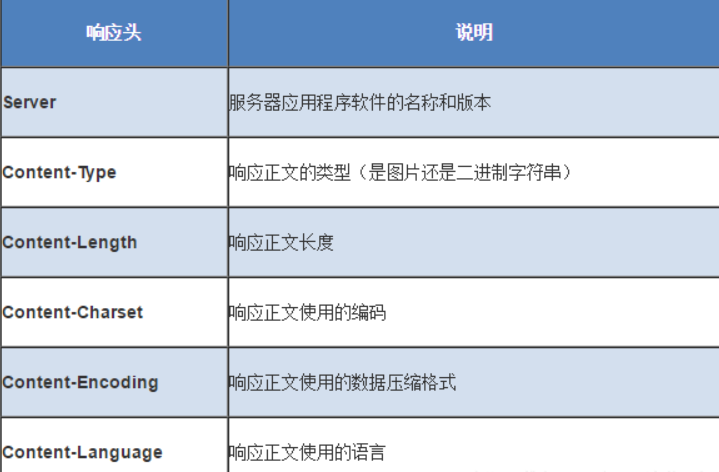 响应头 说明
Server 服务器应用程序软件的名称和版本
Content-Type 响应正文的类型（是图片还是二进制字符串）
Content-Length 响应正文长度
Content-Charset 响应正文使用的编码
Content-Encoding 响应正文使用的数据压缩格式
Content-Language 响应正文使用的语言